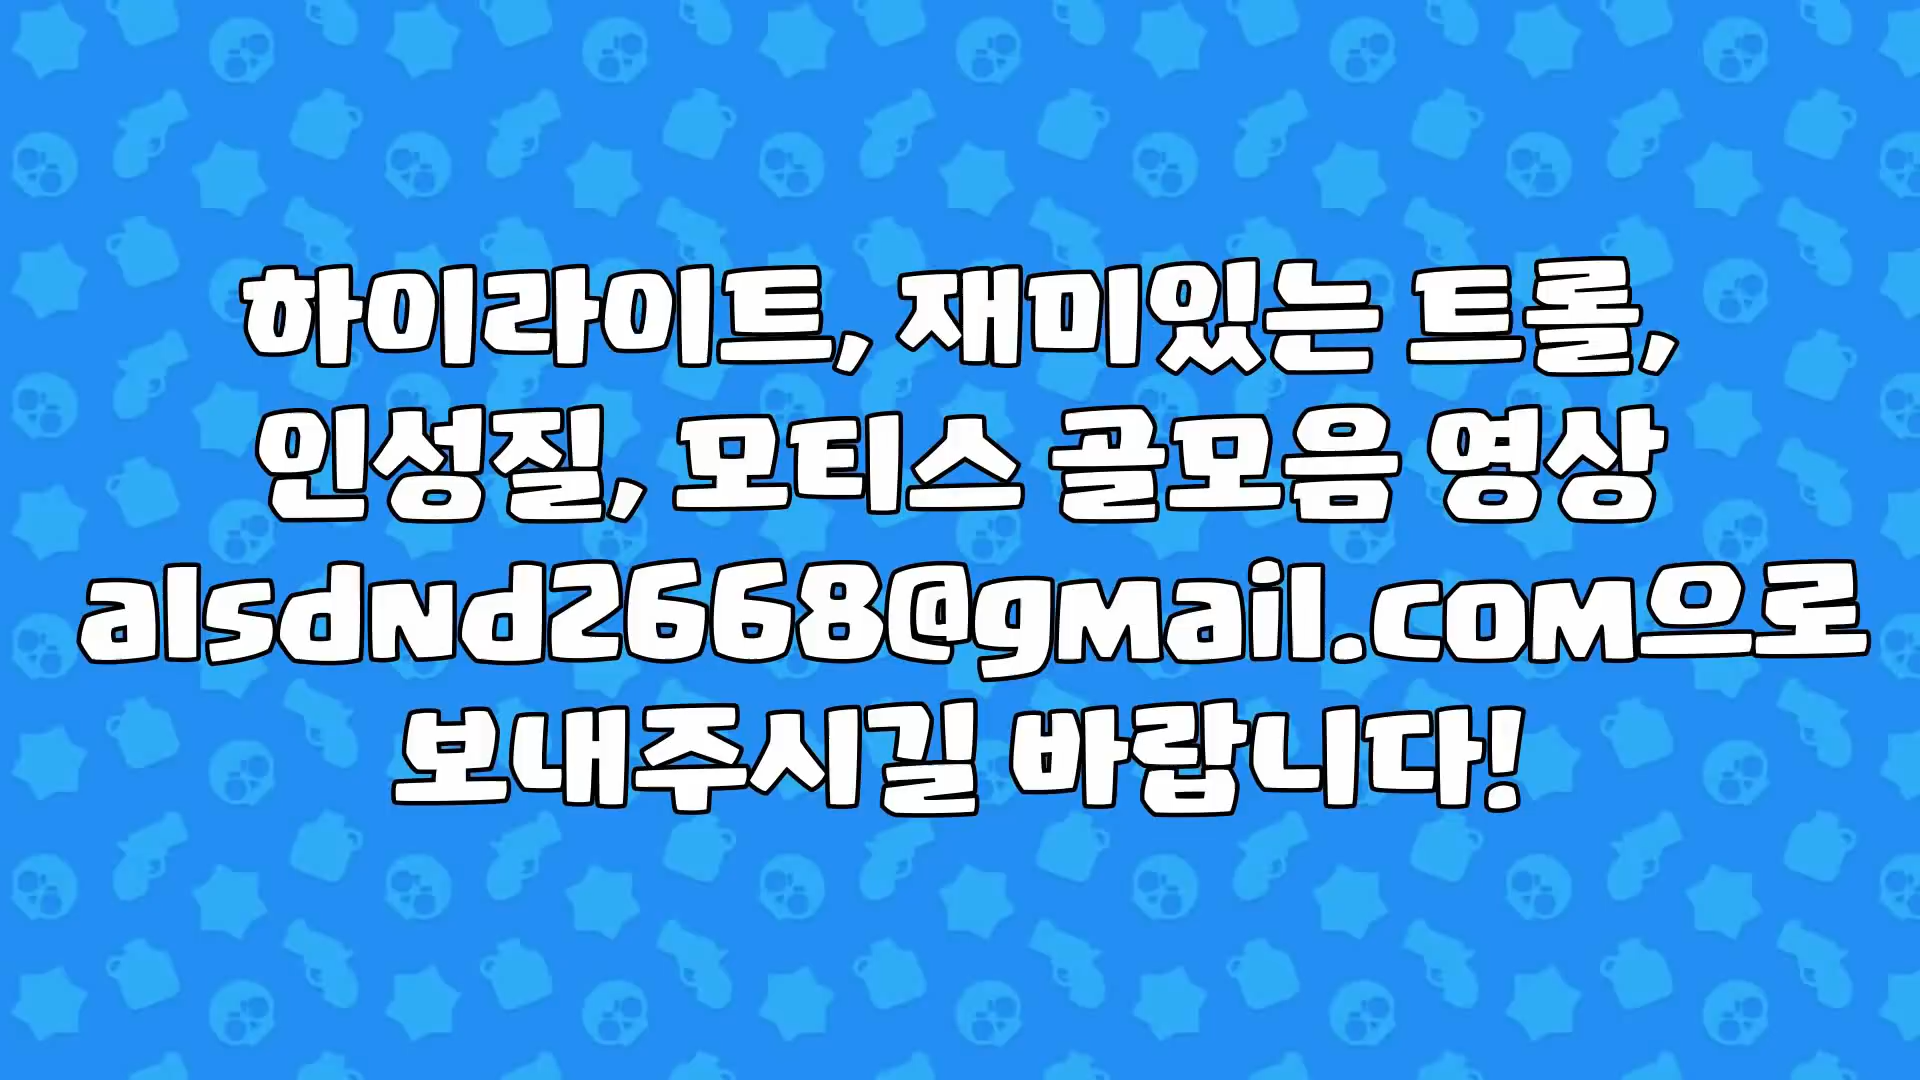 하이라이트, 재미있는 트롤,
인성질, 모티스 골모음 영상
alsdnd2668@gmail.com으로
보내주시길 바랍니다!